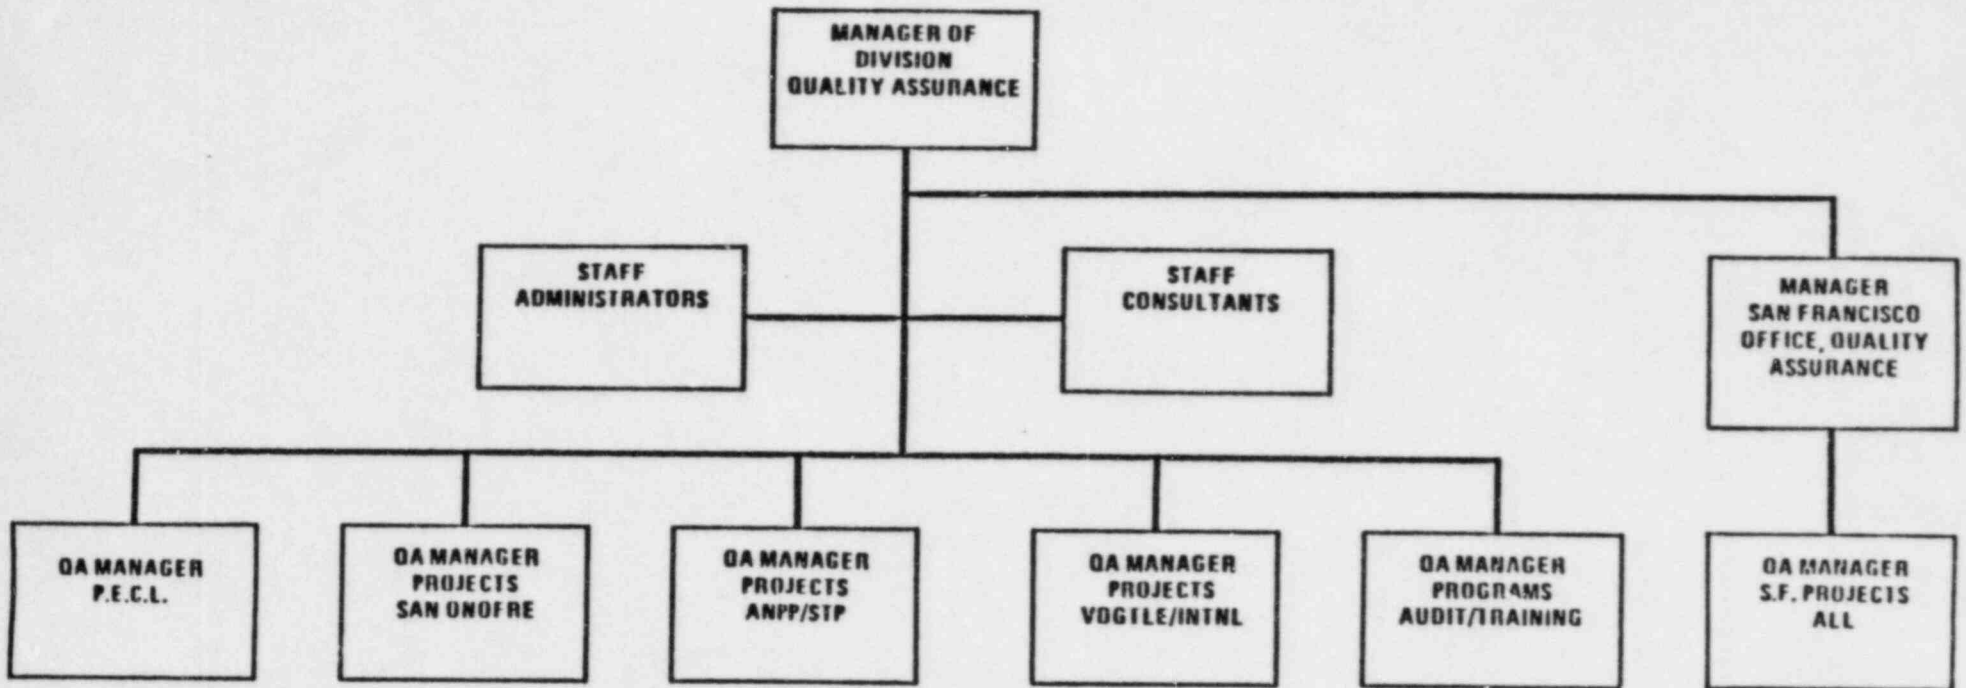 MANAGER OF
DIVISION
QUALITY ASSURANCE
STAFF
ADMINISTRATORS
STAFF
CONSULTANTS
MANAGER
SAN FRANCISCO
OFFICE, QUALITY
ASSURANCE
QA MANAGER
P.E.C.L.
QA MANAGER
PROJECTS
SAN ONOFRE
QA MANAGER
PROJECTS
ANPP/STP
QA MANAGER
PROJECTS
VOGTLE/INTNL
QA MANAGER
PROGRAMS
AUDIT/TRAINING
QA MANAGER
S.F. PROJECTS
ALL